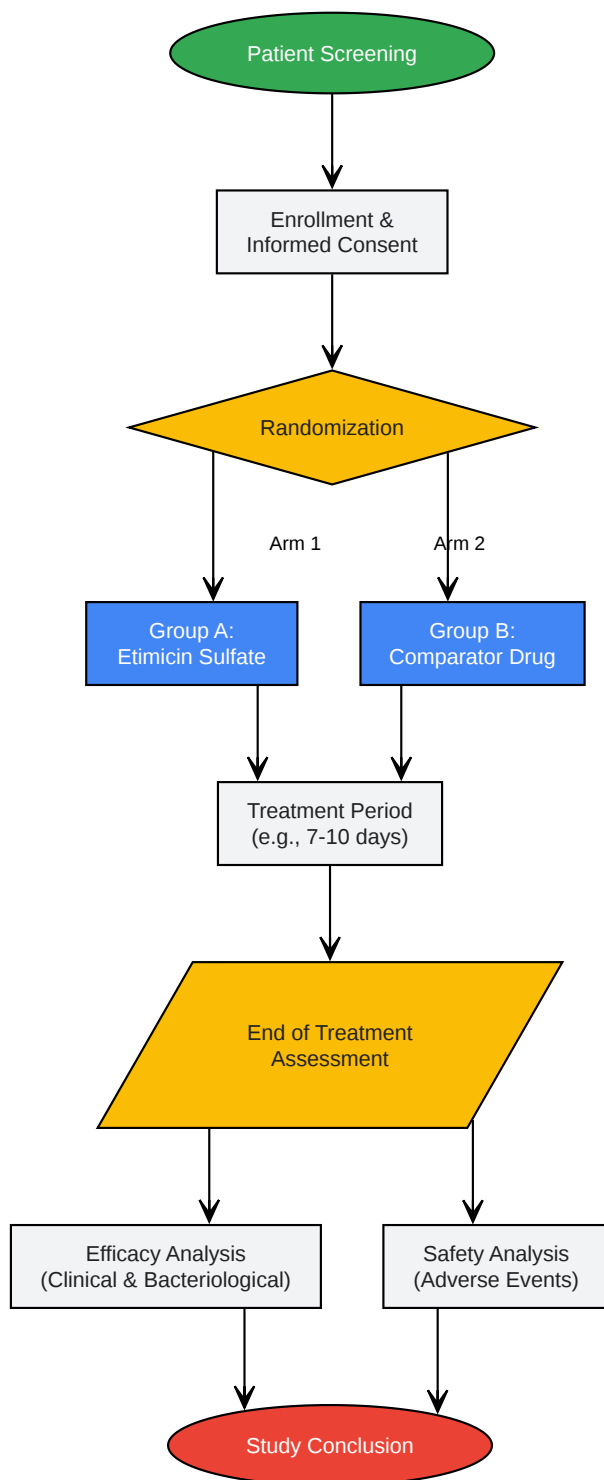 Patient Screening
Enrollment &
Informed Consent
Randomization
Arm 1
Arm 2
Group A:
Etimicin Sulfate
Group B:
Comparator Drug
Treatment Period
(e.g., 7-10 days)
End of Treatment
Assessment
Efficacy Analysis
(Clinical & Bacteriological)
Safety Analysis
(Adverse Events)
Study Conclusion